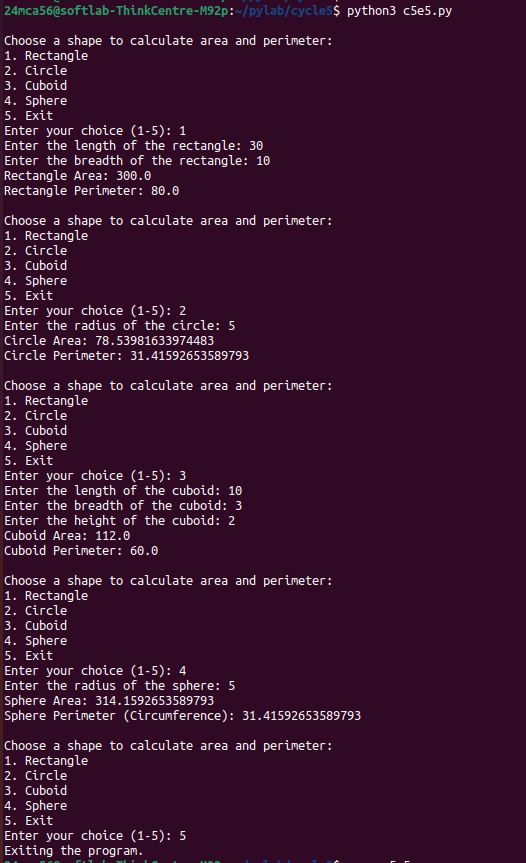 24mca56@softlab-ThinkCentre-M92p:~/pylab/cycle5$ python3 c5e5.py
Choose a shape to calculate area and perimeter:
1. Rectangle
2. Circle
3. Cuboid
4. Sphere
5. Exit
Enter your choice (1-5): 1
Enter the length of the rectangle: 30
Enter the breadth of the rectangle: 10
Rectangle Area: 300.0
Rectangle Perimeter: 80.0
Choose a shape to calculate area and perimeter:
1. Rectangle
2. Circle
3. Cuboid
4. Sphere
5. Exit
Enter your choice (1-5): 2
Enter the radius of the circle: 5
Circle Area: 78.53981633974483
Circle Perimeter: 31.41592653589793
Choose a shape to calculate area and perimeter:
1. Rectangle
2. Circle
3. Cuboid
4. Sphere
5. Exit
Enter your choice (1-5): 3
Enter the length of the cuboid: 10
Enter the breadth of the cuboid: 3
Enter the height of the cuboid: 2
Cuboid Area: 112.0
Cuboid Perimeter: 60.0
Choose a shape to calculate area and perimeter:
1. Rectangle
2. Circle
3. Cuboid
4. Sphere
5. Exit
Enter your choice (1-5): 4
Enter the radius of the sphere: 5
Sphere Area: 314.1592653589793
Sphere Perimeter (Circumference): 31.41592653589793
Choose a shape to calculate area and perimeter:
1. Rectangle
2. Circle
3. Cuboid
4. Sphere
5. Exit
Enter your choice (1-5): 5
Exiting the program.